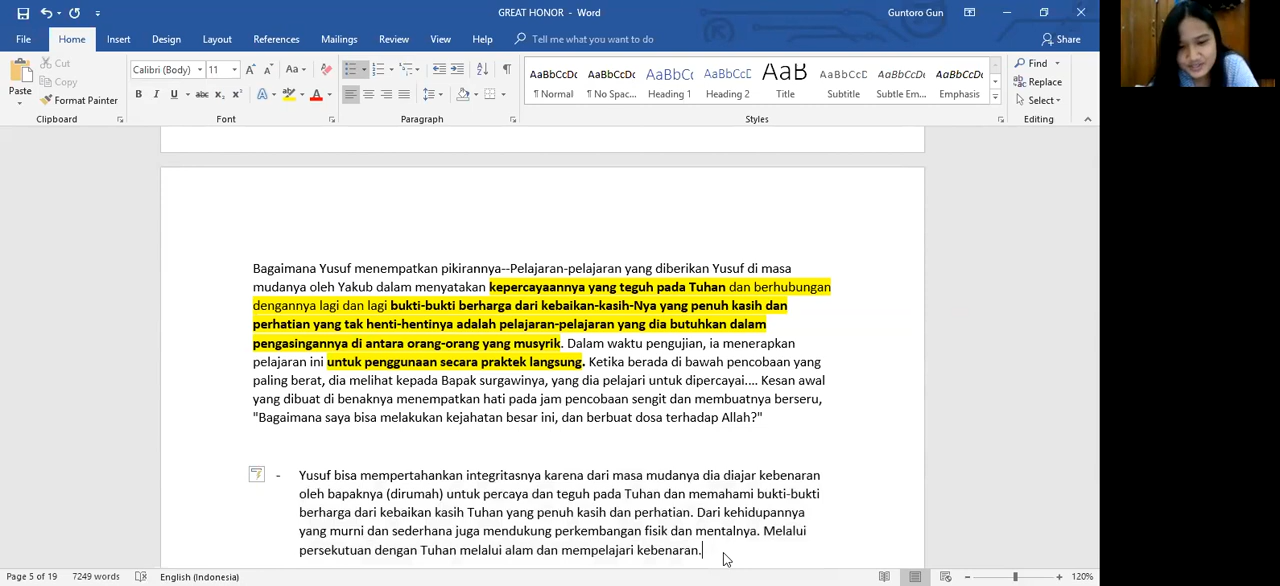 GREAT HONOR - Word
Guntoro Gun
File Home Insert Design Layout References Mailings Review View Help Tell me what you want to do Share
Paste
Cut
Copy
Format Painter
Clipboard
Calibri (Body) 11
Font
Paragraph
AaBbCcDc AaBbCcDc AaBbCc AaBbCcD AaB AaBbCcD AaBbCcDc AaBbCcDc
¶ Normal ¶ No Spac... Heading 1 Heading 2 Title Subtitle Subtle Em... Emphasis
Styles
Find
Replace
Select
Editing
Bagaimana Yusuf menempatkan pikirannya--Pelajaran-pelajaran yang diberikan Yusuf di masa
mudanya oleh Yakub dalam menyatakan kepercayaannya yang teguh pada Tuhan dan berhubungan
dengannya lagi dan lagi bukti-bukti berharga dari kebaikan-kasih-Nya yang penuh kasih dan
perhatian yang tak henti-hentinya adalah pelajaran-pelajaran yang dia butuhkan dalam
pengasingannya di antara orang-orang yang musyrik. Dalam waktu pengujian, ia menerapkan
pelajaran ini untuk penggunaan secara praktek langsung. Ketika berada di bawah pencobaan yang
paling berat, dia melihat kepada Bapak surgawinya, yang dia pelajari untuk dipercayai.... Kesan awal
yang dibuat di benaknya menempatkan hati pada jam pencobaan sengit dan membuatnya berseru,
"Bagaimana saya bisa melakukan kejahatan besar ini, dan berbuat dosa terhadap Allah?"
- Yusuf bisa mempertahankan integritasnya karena dari masa mudanya dia diajar kebenaran
oleh bapaknya (dirumah) untuk percaya dan teguh pada Tuhan dan memahami bukti-bukti
berharga dari kebaikan kasih Tuhan yang penuh kasih dan perhatian. Dari kehidupannya
yang murni dan sederhana juga mendukung perkembangan fisik dan mentalnya. Melalui
persekutuan dengan Tuhan melalui alam dan mempelajari kebenaran.
Page 5 of 19 7249 words English (Indonesia) 120%